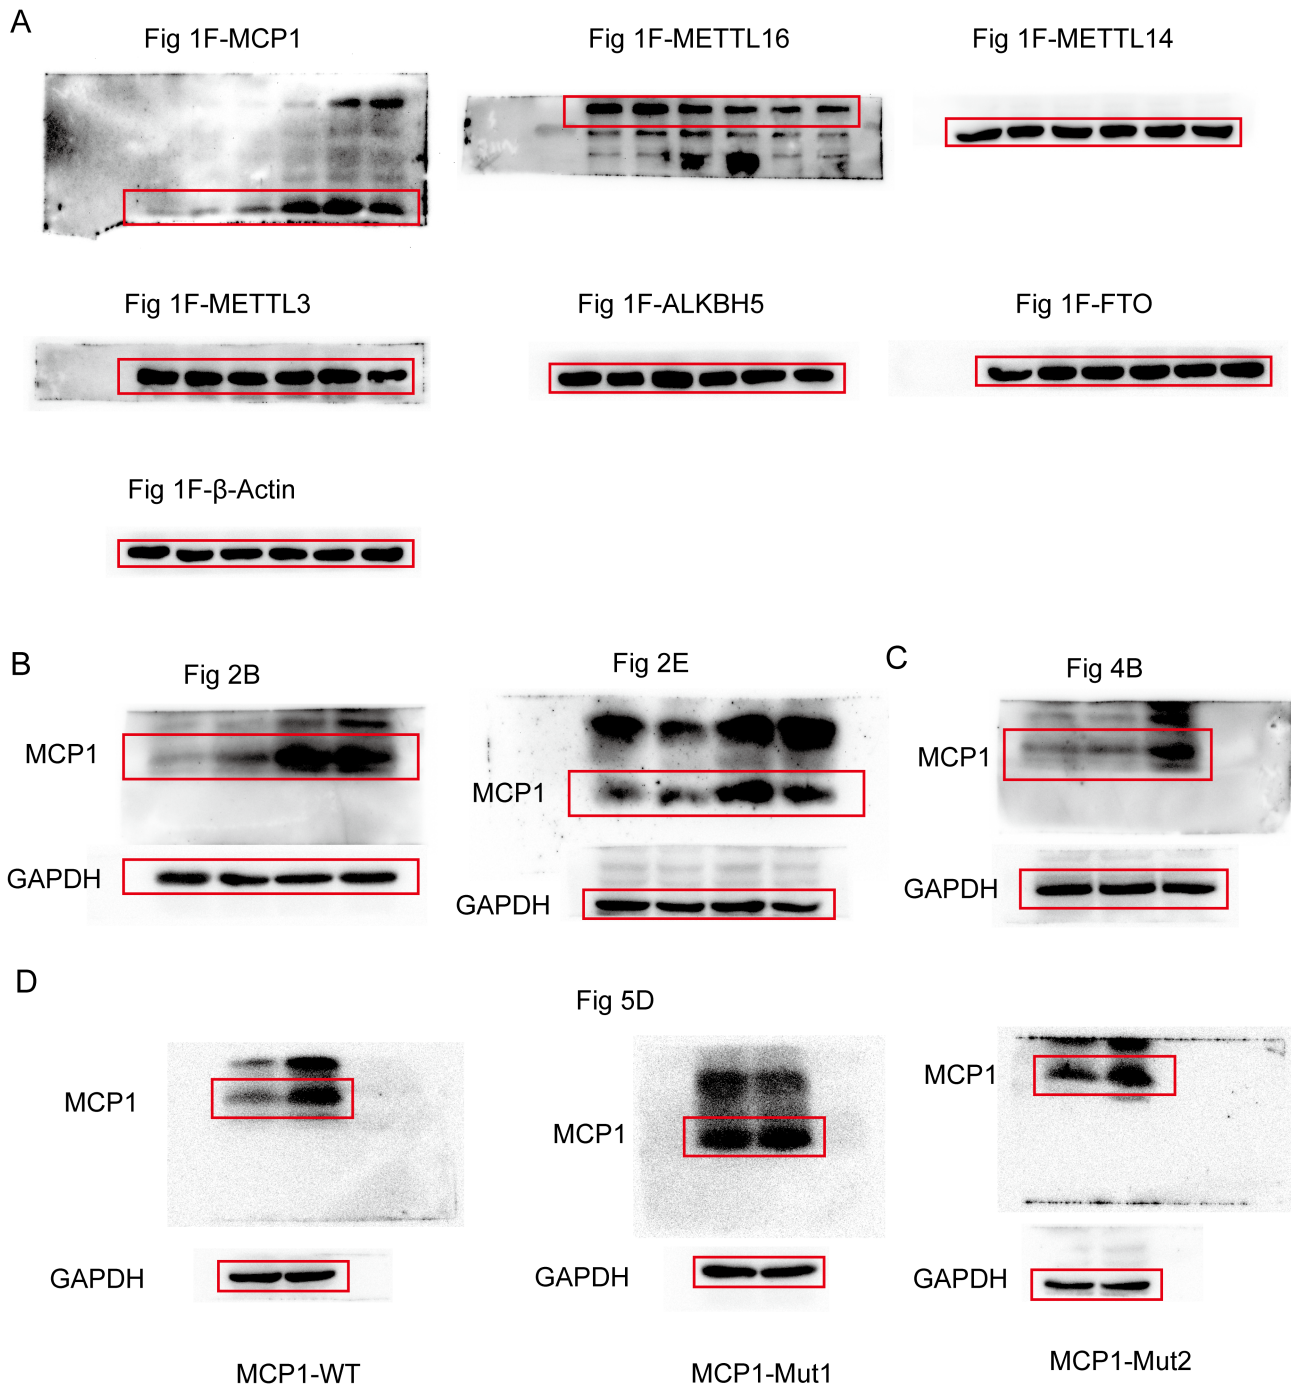 A
Fig 1F-MCP1
Fig 1F-METTL16
Fig 1F-METTL14
Fig 1F-METTL3
Fig 1F-ALKBH5
Fig 1F-FTO
Fig 1F-β-Actin
B
Fig 2B
Fig 2E
C
Fig 4B
MCP1
MCP1
MCP1
GAPDH
GAPDH
GAPDH
D
Fig 5D
MCP1
MCP1
MCP1
GAPDH
GAPDH
GAPDH
MCP1-WT
MCP1-Mut1
MCP1-Mut2